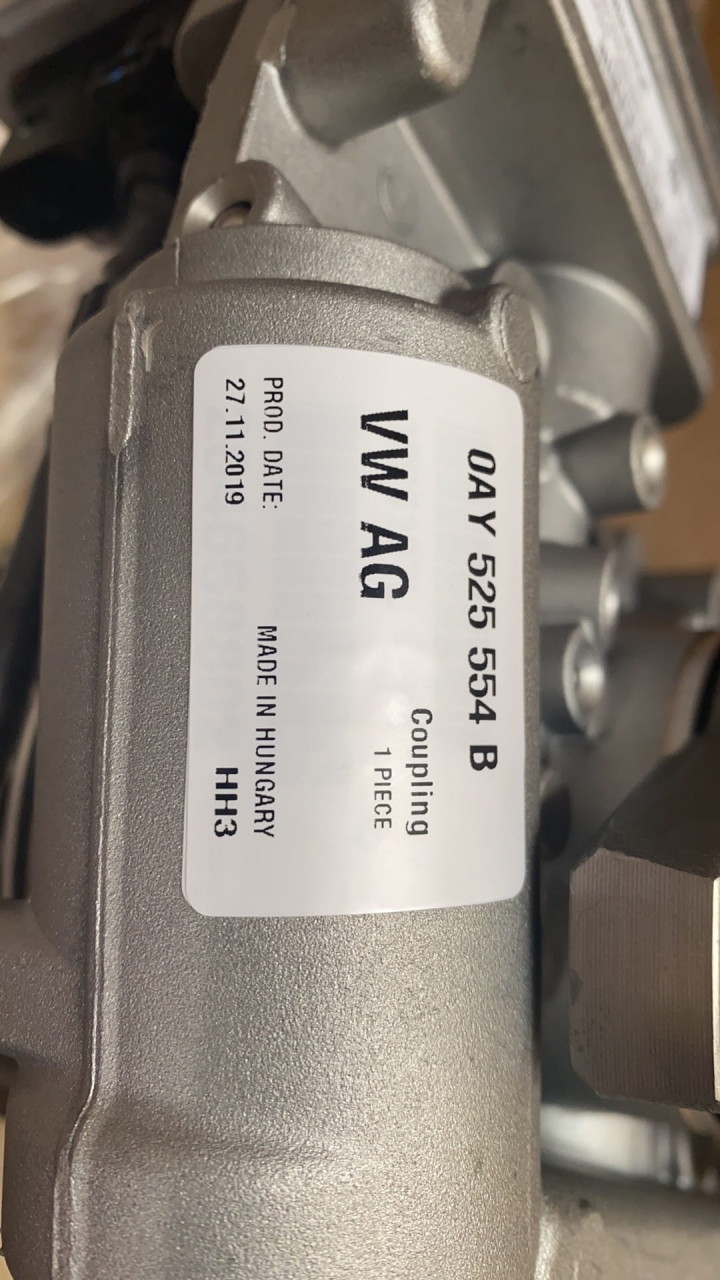 0AY 525 554 B
Coupling
VW AG
1 PIECE
PROD. DATE:
MADE IN HUNGARY
27.11.2019
HH3